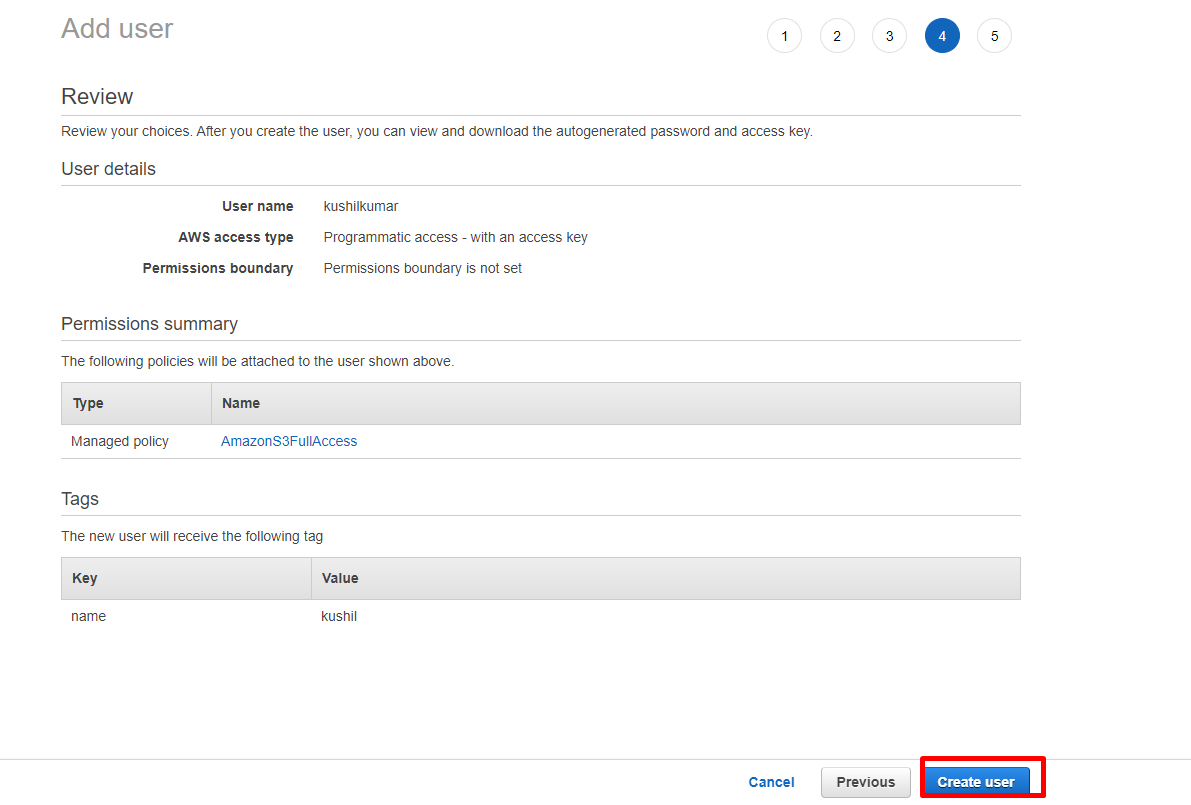 Add user
1 2 3 4 5
Review
Review your choices. After you create the user, you can view and download the autogenerated password and access key.
User details
User name kushilkumar
AWS access type Programmatic access - with an access key
Permissions boundary Permissions boundary is not set
Permissions summary
The following policies will be attached to the user shown above.
Type Name
Managed policy AmazonS3FullAccess
Tags
The new user will receive the following tag
Key Value
name kushil
Cancel Previous Create user